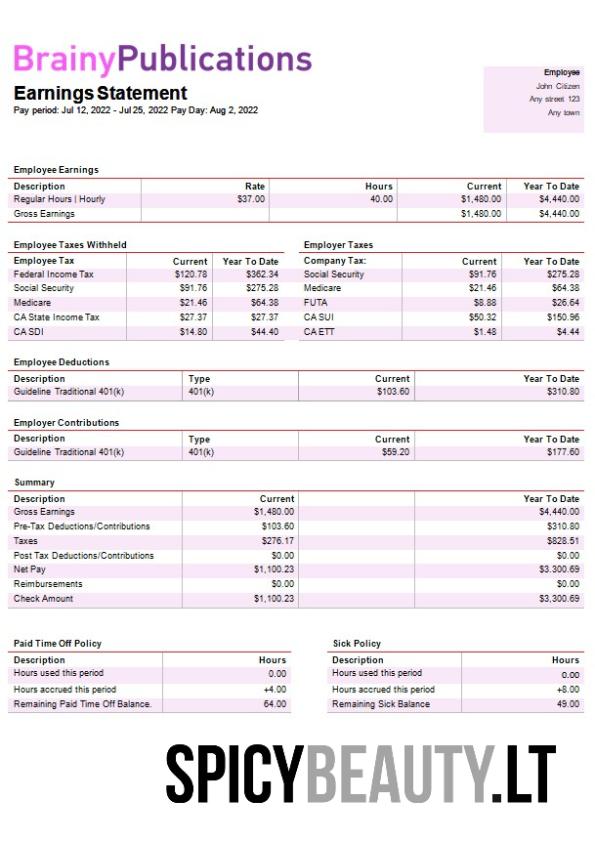 BrainyPublications
Earnings Statement
Pay period: Jul 12, 2022 - Jul 25, 2022 Pay Day: Aug 2, 2022
Employee
John Citizen
Any street 123
Any town
Employee Earnings
Description Rate Hours Current Year To Date
Regular Hours | Hourly $37.00 40.00 $1,480.00 $4,440.00
Gross Earnings $1,480.00 $4,440.00
Employee Taxes Withheld
Employee Tax Current Year To Date
Federal Income Tax $120.78 $362.34
Social Security $91.76 $275.28
Medicare $21.46 $64.38
CA State Income Tax $27.37 $27.37
CA SDI $14.80 $44.40
Employer Taxes
Company Tax: Current Year To Date
Social Security $91.76 $275.28
Medicare $21.46 $64.38
FUTA $8.88 $26.64
CA SUI $50.32 $150.96
CA ETT $1.48 $4.44
Employee Deductions
Description Type Current Year To Date
Guideline Traditional 401(k) 401(k) $103.60 $310.80
Employer Contributions
Description Type Current Year To Date
Guideline Traditional 401(k) 401(k) $59.20 $177.60
Summary
Description Current Year To Date
Gross Earnings $1,480.00 $4,440.00
Pre-Tax Deductions/Contributions $103.60 $310.80
Taxes $276.17 $828.51
Post Tax Deductions/Contributions $0.00 $0.00
Net Pay $1,100.23 $3.300.69
Reimbursements $0.00 $0.00
Check Amount $1,100.23 $3,300.69
Paid Time Off Policy
Description Hours
Hours used this period 0.00
Hours accrued this period +4.00
Remaining Paid Time Off Balance. 64.00
Sick Policy
Description Hours
Hours used this period 0.00
Hours accrued this period +8.00
Remaining Sick Balance 49.00
SPICYBEAUTY.LT